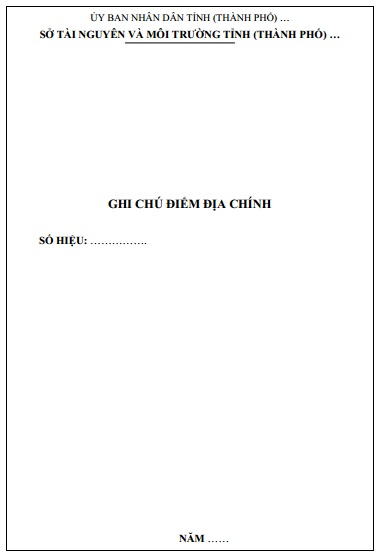 ỦY BAN NHÂN DÂN TỈNH (THÀNH PHỐ) …
SỞ TÀI NGUYÊN VÀ MÔI TRƯỜNG TỈNH (THÀNH PHỐ) …
GHI CHÚ ĐIỂM ĐỊA CHÍNH
SỐ HIỆU: …………….
NĂM ……